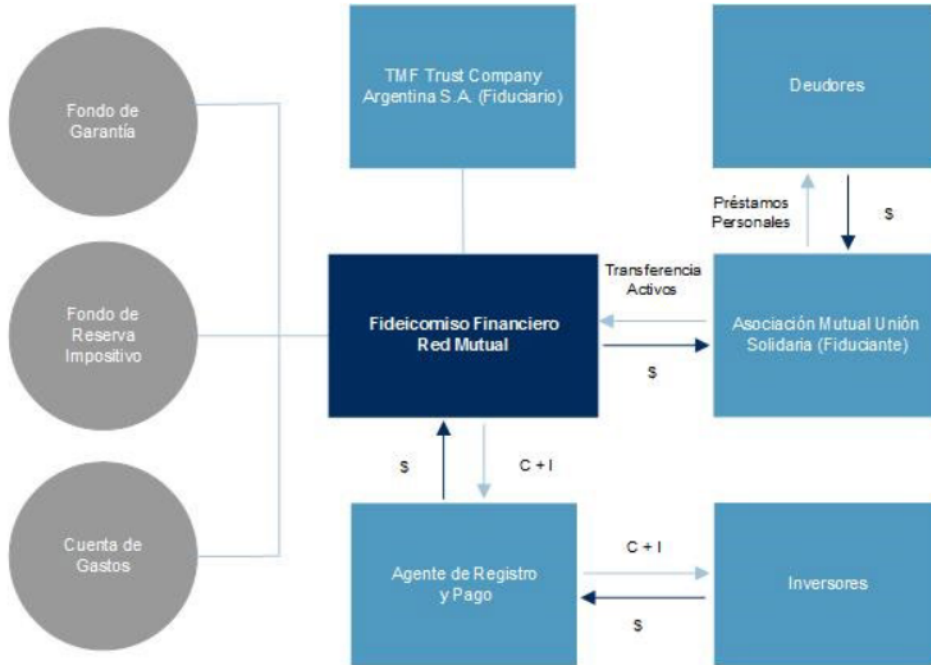 TMF Trust Company
Argentina S.A. (Fiduciario)
Deudores
Fondo de
Garantía
Préstamos
Personales
$
Transferencia
Activos
Fondo de
Reserva
Impositivo
Fideicomiso Financiero
Red Mutual
Asociación Mutual Unión
Solidaria (Fiduciante)
$
$
C + I
Cuenta de
Gastos
Agente de Registro
y Pago
C + I
$
Inversores